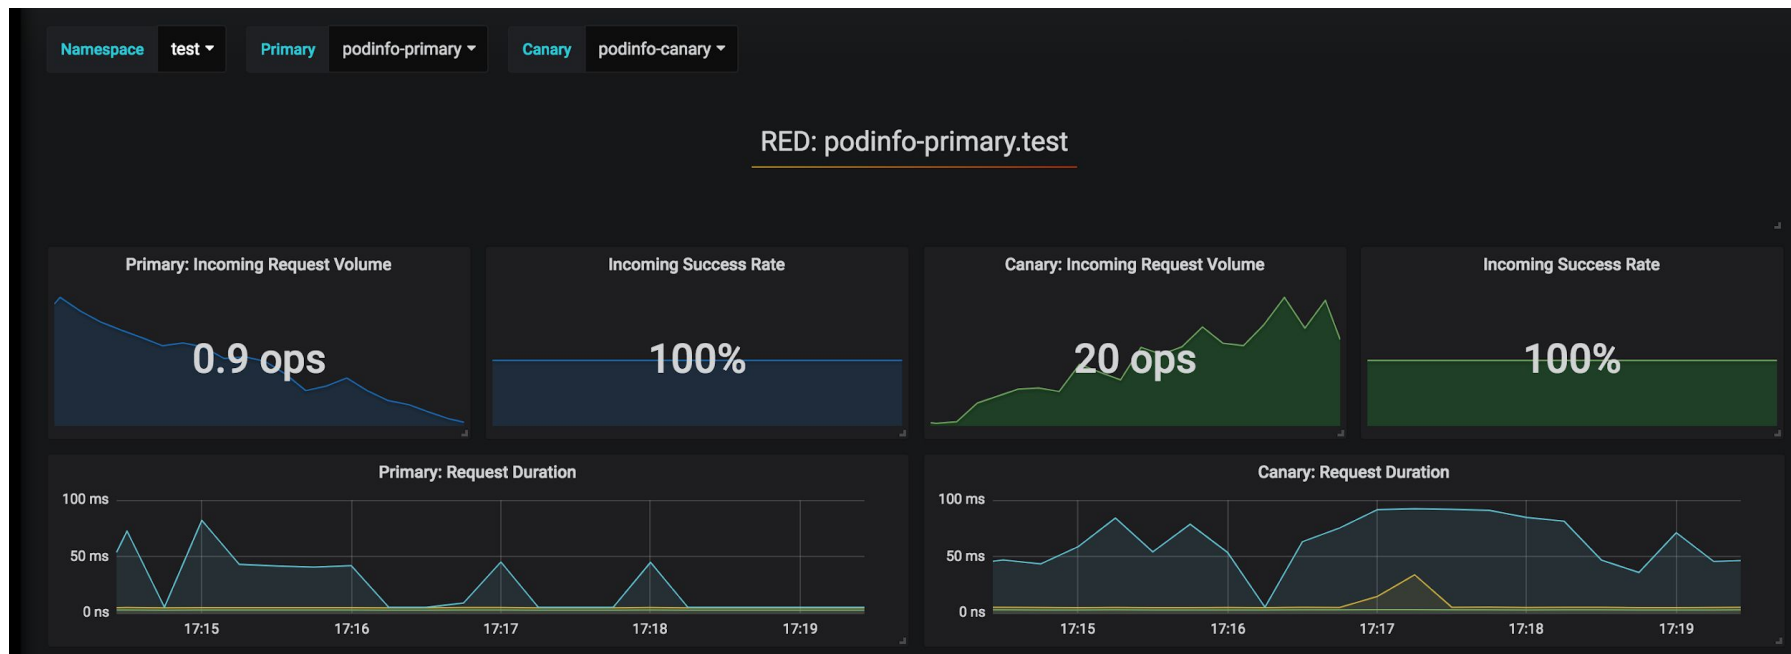 Namespace test Primary podinfo-primary Canary podinfo-canary
RED: podinfo-primary.test
Primary: Incoming Request Volume
0.9 ops
Incoming Success Rate
100%
Canary: Incoming Request Volume
20 ops
Incoming Success Rate
100%
Primary: Request Duration
100 ms
50 ms
0 ns
17:15 17:16 17:17 17:18 17:19
Canary: Request Duration
100 ms
50 ms
0 ns
17:15 17:16 17:17 17:18 17:19